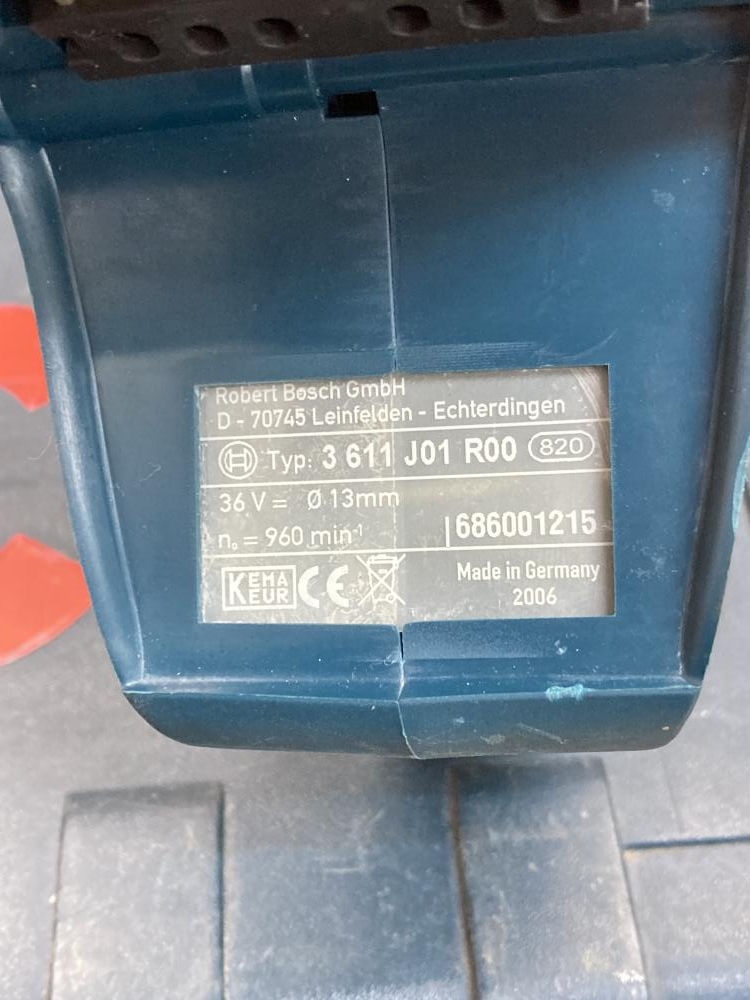 Robert Bosch GmbH
D - 70745 Leinfelden - Echterdingen
Typ: 3 611 J01 R00 820
36 V = Ø 13mm
n₀ = 960 min⁻¹
686001215
KEMA
EUR
CE
Made in Germany
2006